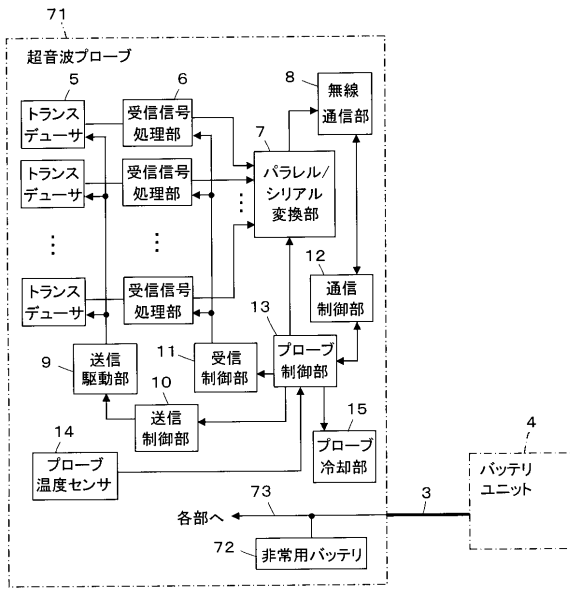 71
超音波プローブ
5
トランス
デューサ
6
受信信号
処理部
7
パラレル/
シリアル
変換部
8
無線
通信部
トランス
デューサ
受信信号
処理部
トランス
デューサ
受信信号
処理部
12
通信
制御部
9
送信
駆動部
11
受信
制御部
13
プローブ
制御部
10
送信
制御部
14
プローブ
温度センサ
15
プローブ
冷却部
4
バッテリ
ユニット
各部へ
73
3
72
非常用バッテリ